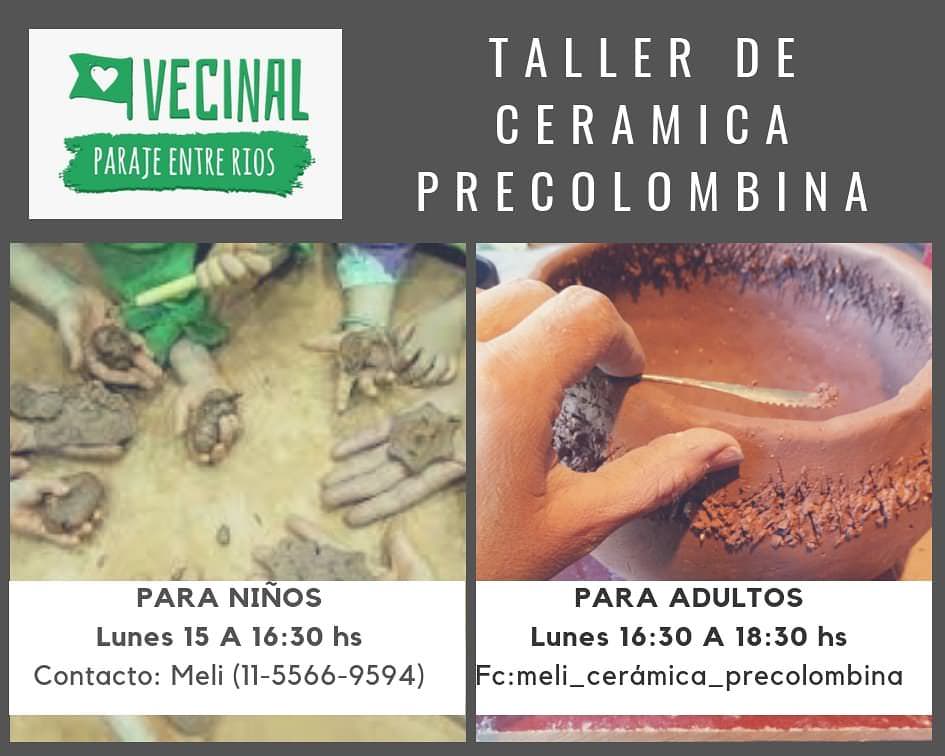 VECINAL
PARAJE ENTRE RIOS
TALLER DE
CERAMICA
PRECOLOMBINA
PARA NIÑOS
Lunes 15 A 16:30 hs
Contacto: Meli (11-5566-9594)
PARA ADULTOS
Lunes 16:30 A 18:30 hs
Fc:meli_cerámica_precolombina